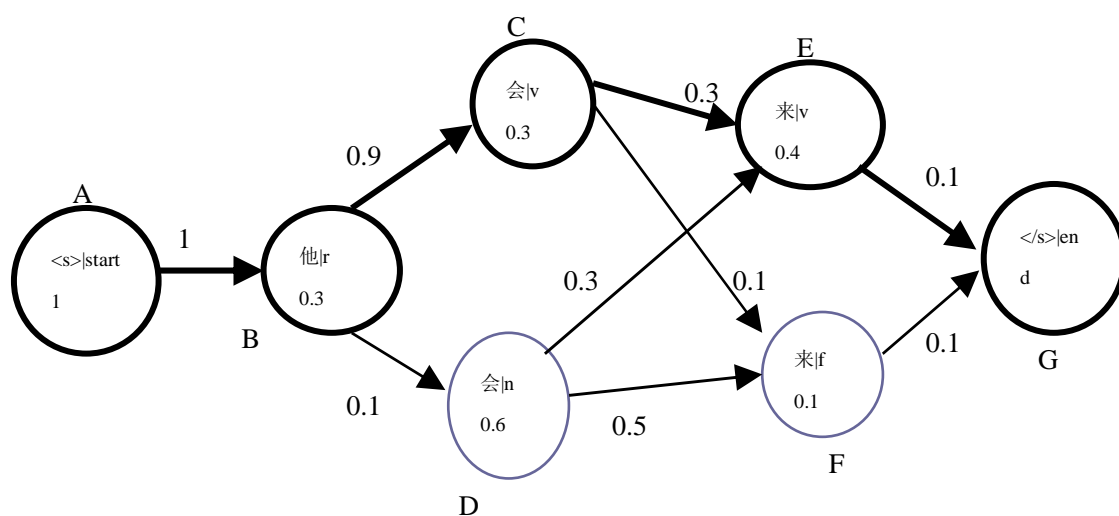 C
E
会|v
0.3
0.3
来|v
0.4
0.9
0.1
A
<s>|start
1
1
他|r
0.3
B
</s>|en
d
G
0.3
0.1
会|n
0.6
D
0.1
0.5
来|f
0.1
F
0.1